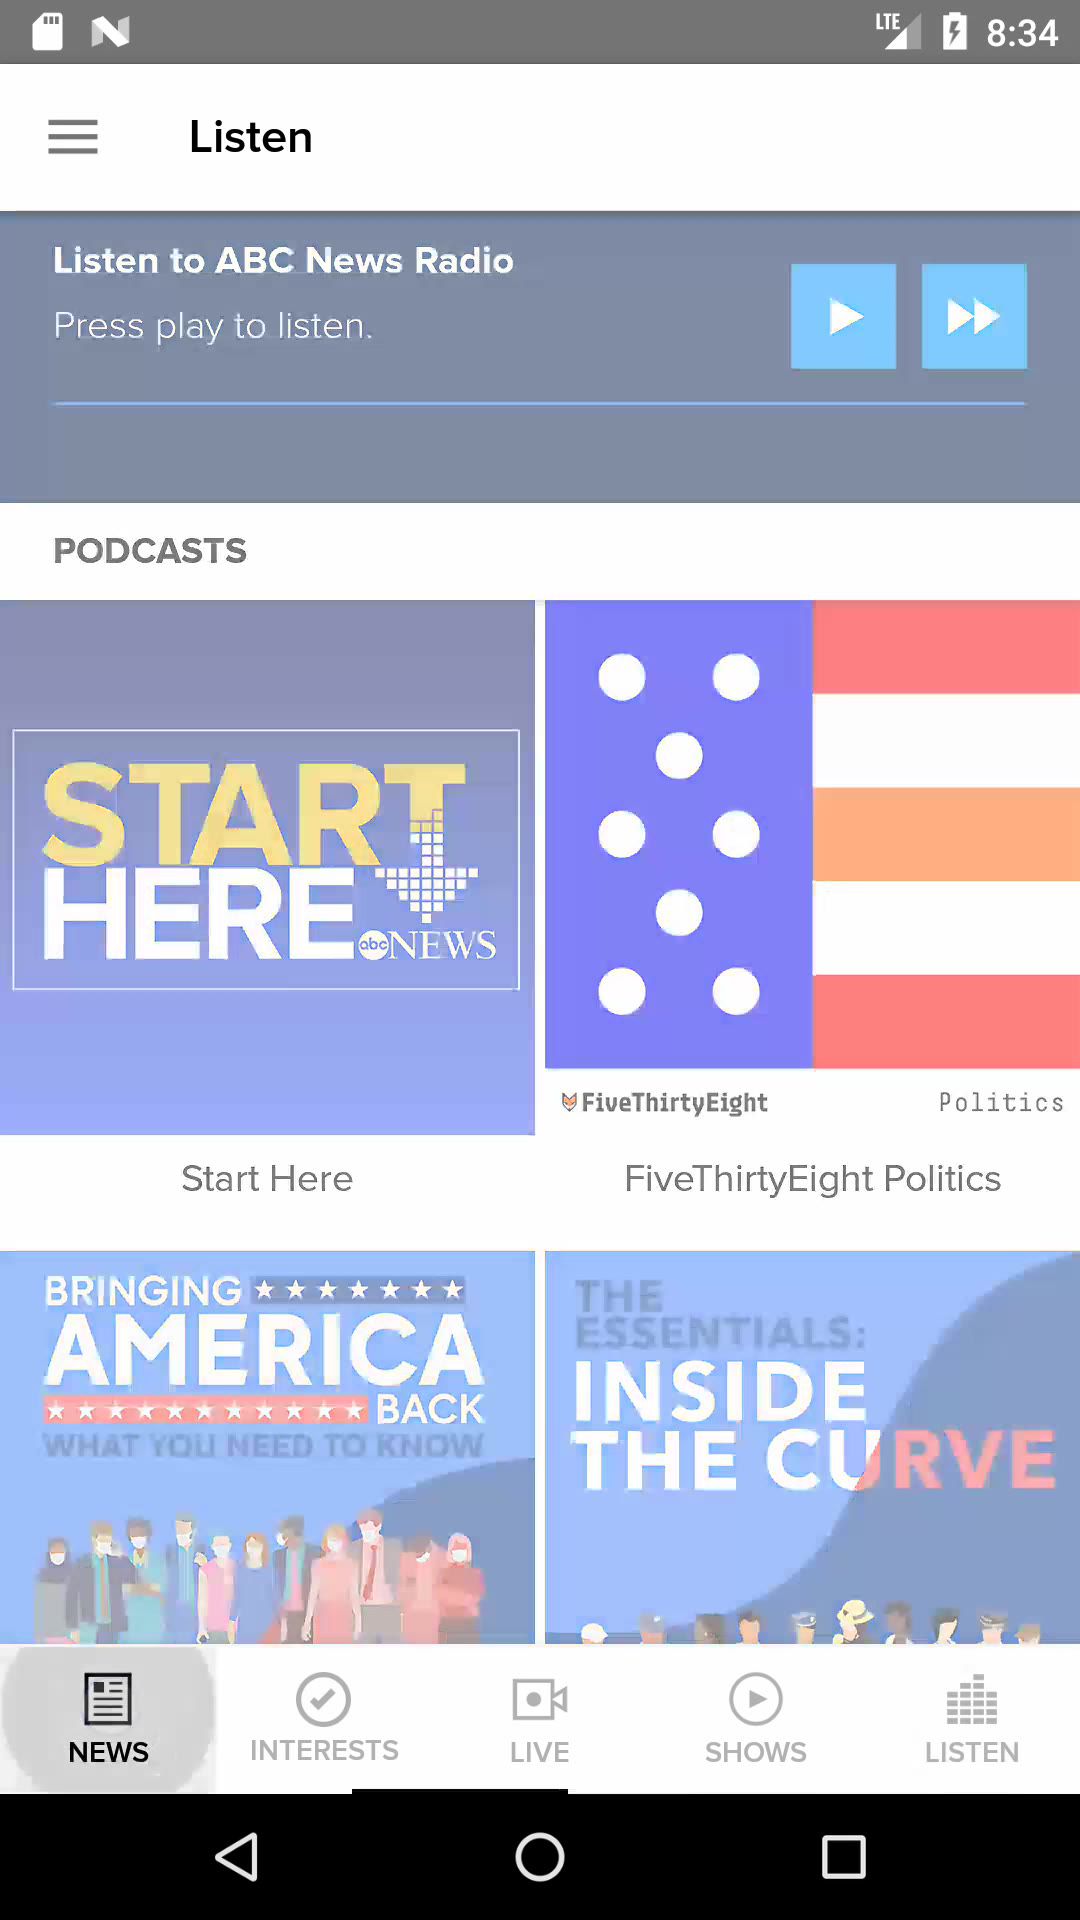 LTE
8:34
Listen
Listen to ABC News Radio
Press play to listen.
PODCASTS
START
HERE
abc NEWS
FiveThirtyEight
Politics
Start Here
FiveThirtyEight Politics
BRINGING
AMERICA
BACK
WHAT YOU NEED TO KNOW
THE
ESSENTIALS:
INSIDE
THE CURVE
NEWS
INTERESTS
LIVE
SHOWS
LISTEN